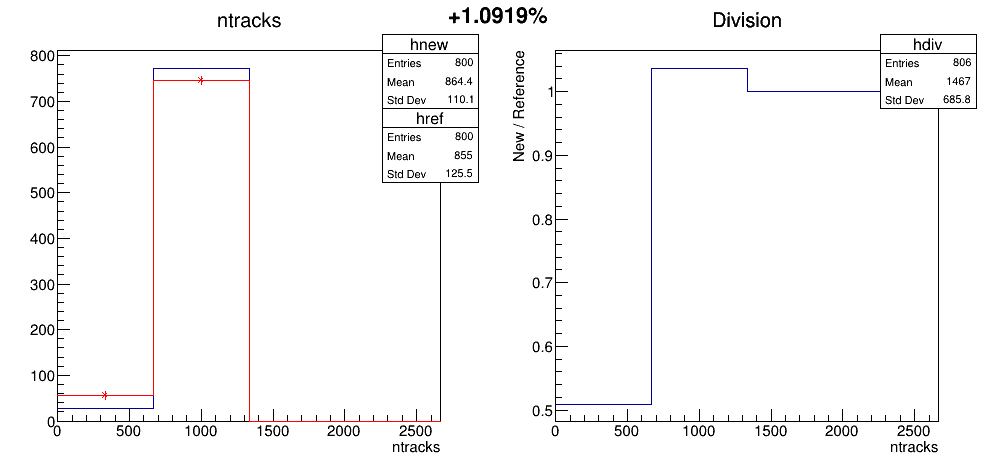 +1.0919%
ntracks
hnew
Entries 800
Mean 864.4
Std Dev 110.1
href
Entries 800
Mean 855
Std Dev 125.5
800
700
600
500
400
300
200
100
0
0 500 1000 1500 2000 2500
ntracks
Division
hdiv
Entries 806
Mean 1467
Std Dev 685.8
New / Reference
1
0.9
0.8
0.7
0.6
0.5
0 500 1000 1500 2000 2500
ntracks